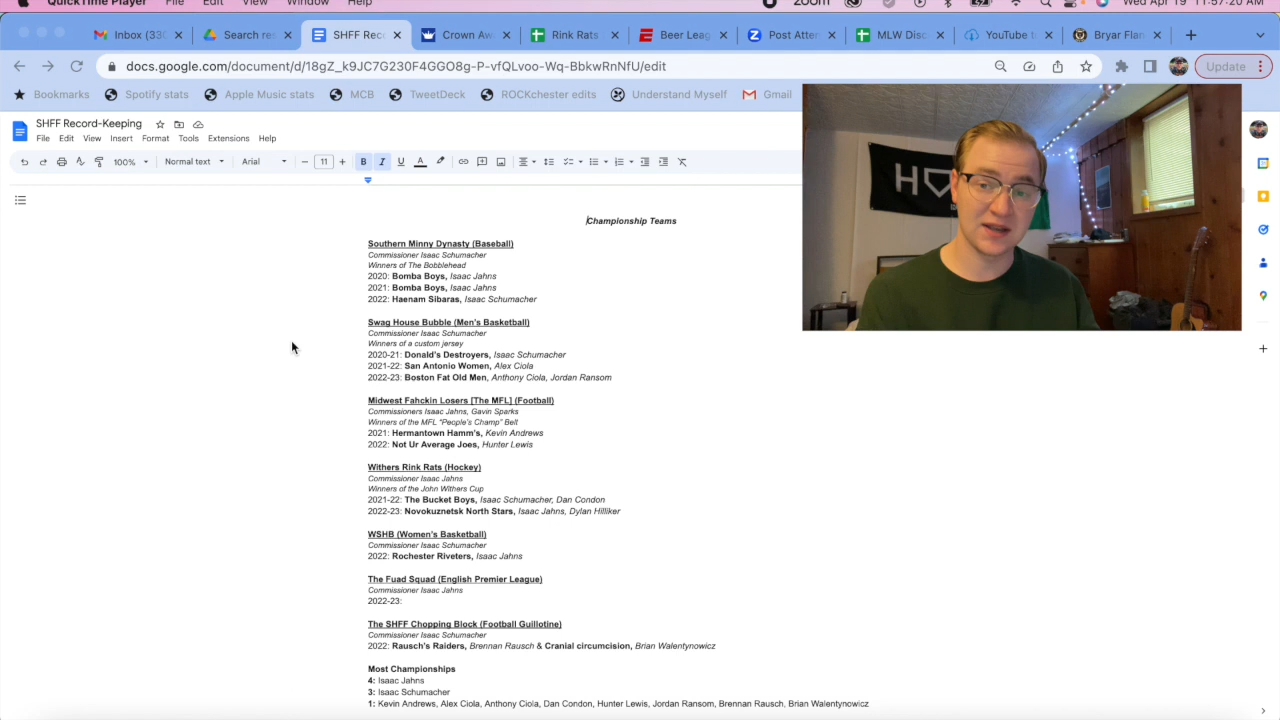 QuickTime Player File Edit View Window Help ZOOM Wed Apr 19 11:57:20 AM
Inbox (330 Search res SHFF Rec Crown Aw Rink Rats Beer Leag Post Atten MLW Disc YouTube t Bryar Flan
docs.google.com/document/d/18gZ_k9JC7G230F4GGO8g-P-vfQLvoo-Wq-BbkwRnNfU/edit Update
Bookmarks Spotify stats Apple Music stats MCB TweetDeck ROCKchester edits Understand Myself Gmail
SHFF Record-Keeping
File Edit View Insert Format Tools Extensions Help
100% Normal text Arial 11 B I U A
Championship Teams
Southern Minny Dynasty (Baseball)
Commissioner Isaac Schumacher
Winners of The Bobblehead
2020: Bomba Boys, Isaac Jahns
2021: Bomba Boys, Isaac Jahns
2022: Haenam Sibaras, Isaac Schumacher
Swag House Bubble (Men's Basketball)
Commissioner Isaac Schumacher
Winners of a custom jersey
2020-21: Donald's Destroyers, Isaac Schumacher
2021-22: San Antonio Women, Alex Ciola
2022-23: Boston Fat Old Men, Anthony Ciola, Jordan Ransom
Midwest Fahckin Losers [The MFL] (Football)
Commissioners Isaac Jahns, Gavin Sparks
Winners of the MFL "People's Champ" Belt
2021: Hermantown Hamm's, Kevin Andrews
2022: Not Ur Average Joes, Hunter Lewis
Withers Rink Rats (Hockey)
Commissioner Isaac Jahns
Winners of the John Withers Cup
2021-22: The Bucket Boys, Isaac Schumacher, Dan Condon
2022-23: Novokuznetsk North Stars, Isaac Jahns, Dylan Hilliker
WSHB (Women's Basketball)
Commissioner Isaac Schumacher
2022: Rochester Riveters, Isaac Jahns
The Fuad Squad (English Premier League)
Commissioner Isaac Jahns
2022-23:
The SHFF Chopping Block (Football Guillotine)
Commissioner Isaac Schumacher
2022: Rausch's Raiders, Brennan Rausch & Cranial circumcision, Brian Walentynowicz
Most Championships
4: Isaac Jahns
3: Isaac Schumacher
1: Kevin Andrews, Alex Ciola, Anthony Ciola, Dan Condon, Hunter Lewis, Jordan Ransom, Brennan Rausch, Brian Walentynowicz